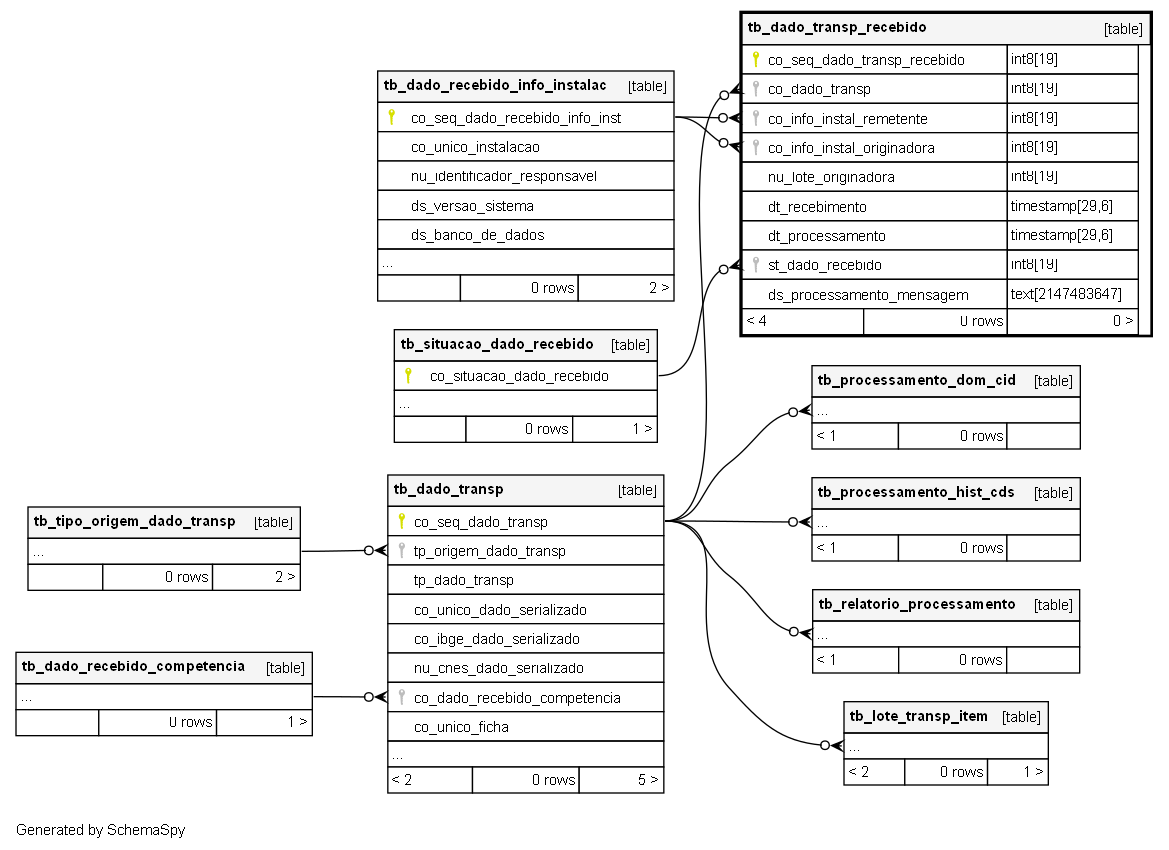 tb_dado_transp_recebido [table]
co_seq_dado_transp_recebido int8[19]
co_dado_transp int8[19]
co_info_instal_remetente int8[19]
co_info_instal_originadora int8[19]
nu_lote_originadora int8[19]
dt_recebimento timestamp[29,6]
dt_processamento timestamp[29,6]
st_dado_recebido int8[19]
ds_processamento_mensagem text[2147483647]
< 4 0 rows 0 >
tb_dado_recebido_info_instalac [table]
co_seq_dado_recebido_info_inst
co_unico_instalacao
nu_identificador_responsavel
ds_versao_sistema
ds_banco_de_dados
...
0 rows 2 >
tb_situacao_dado_recebido [table]
co_situacao_dado_recebido
...
0 rows 1 >
tb_processamento_dom_cid [table]
...
< 1 0 rows
tb_dado_transp [table]
co_seq_dado_transp
tp_origem_dado_transp
tp_dado_transp
co_unico_dado_serializado
co_ibge_dado_serializado
nu_cnes_dado_serializado
co_dado_recebido_competencia
co_unico_ficha
...
< 2 0 rows 5 >
tb_processamento_hist_cds [table]
...
< 1 0 rows
tb_tipo_origem_dado_transp [table]
...
0 rows 2 >
tb_relatorio_processamento [table]
...
< 1 0 rows
tb_dado_recebido_competencia [table]
...
0 rows 1 >
tb_lote_transp_item [table]
...
< 2 0 rows 1 >
Generated by SchemaSpy